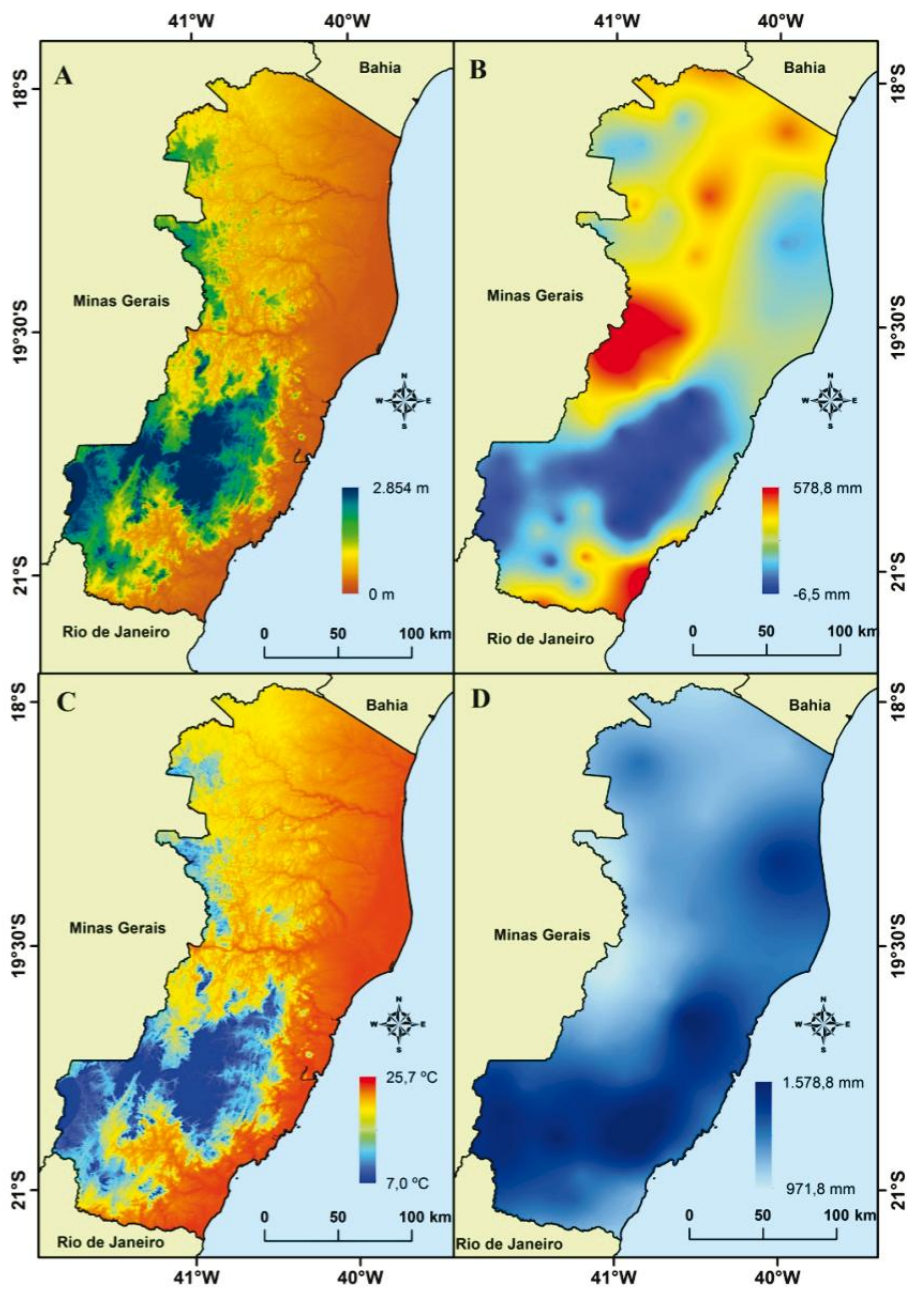 41°W 40°W 41°W 40°W
A
Bahia
B
Bahia
18°S
18°S
Minas Gerais
Minas Gerais
19°30'S
19°30'S
N
W E
S
N
W E
S
2.854 m
0 m
578,8 mm
-6,5 mm
21°S
21°S
Rio de Janeiro
0 50 100 km
Rio de Janeiro
0 50 100 km
C
Bahia
D
Bahia
18°S
18°S
Minas Gerais
Minas Gerais
19°30'S
19°30'S
N
W E
S
N
W E
S
25,7 ºC
7,0 ºC
1.578,8 mm
971,8 mm
21°S
21°S
Rio de Janeiro
0 50 100 km
Rio de Janeiro
0 50 100 km
41°W 40°W 41°W 40°W